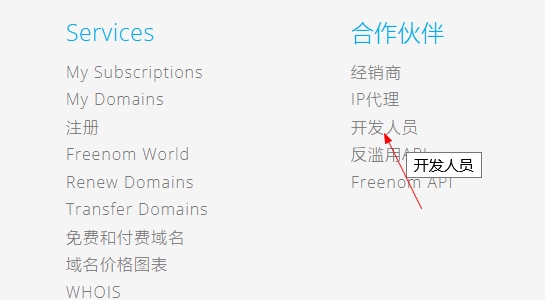 Services
My Subscriptions
My Domains
注册
Freenom World
Renew Domains
Transfer Domains
免费和付费域名
域名价格图表
WHOIS
合作伙伴
经销商
IP代理
开发人员
反滥用API
开发人员
Freenom API